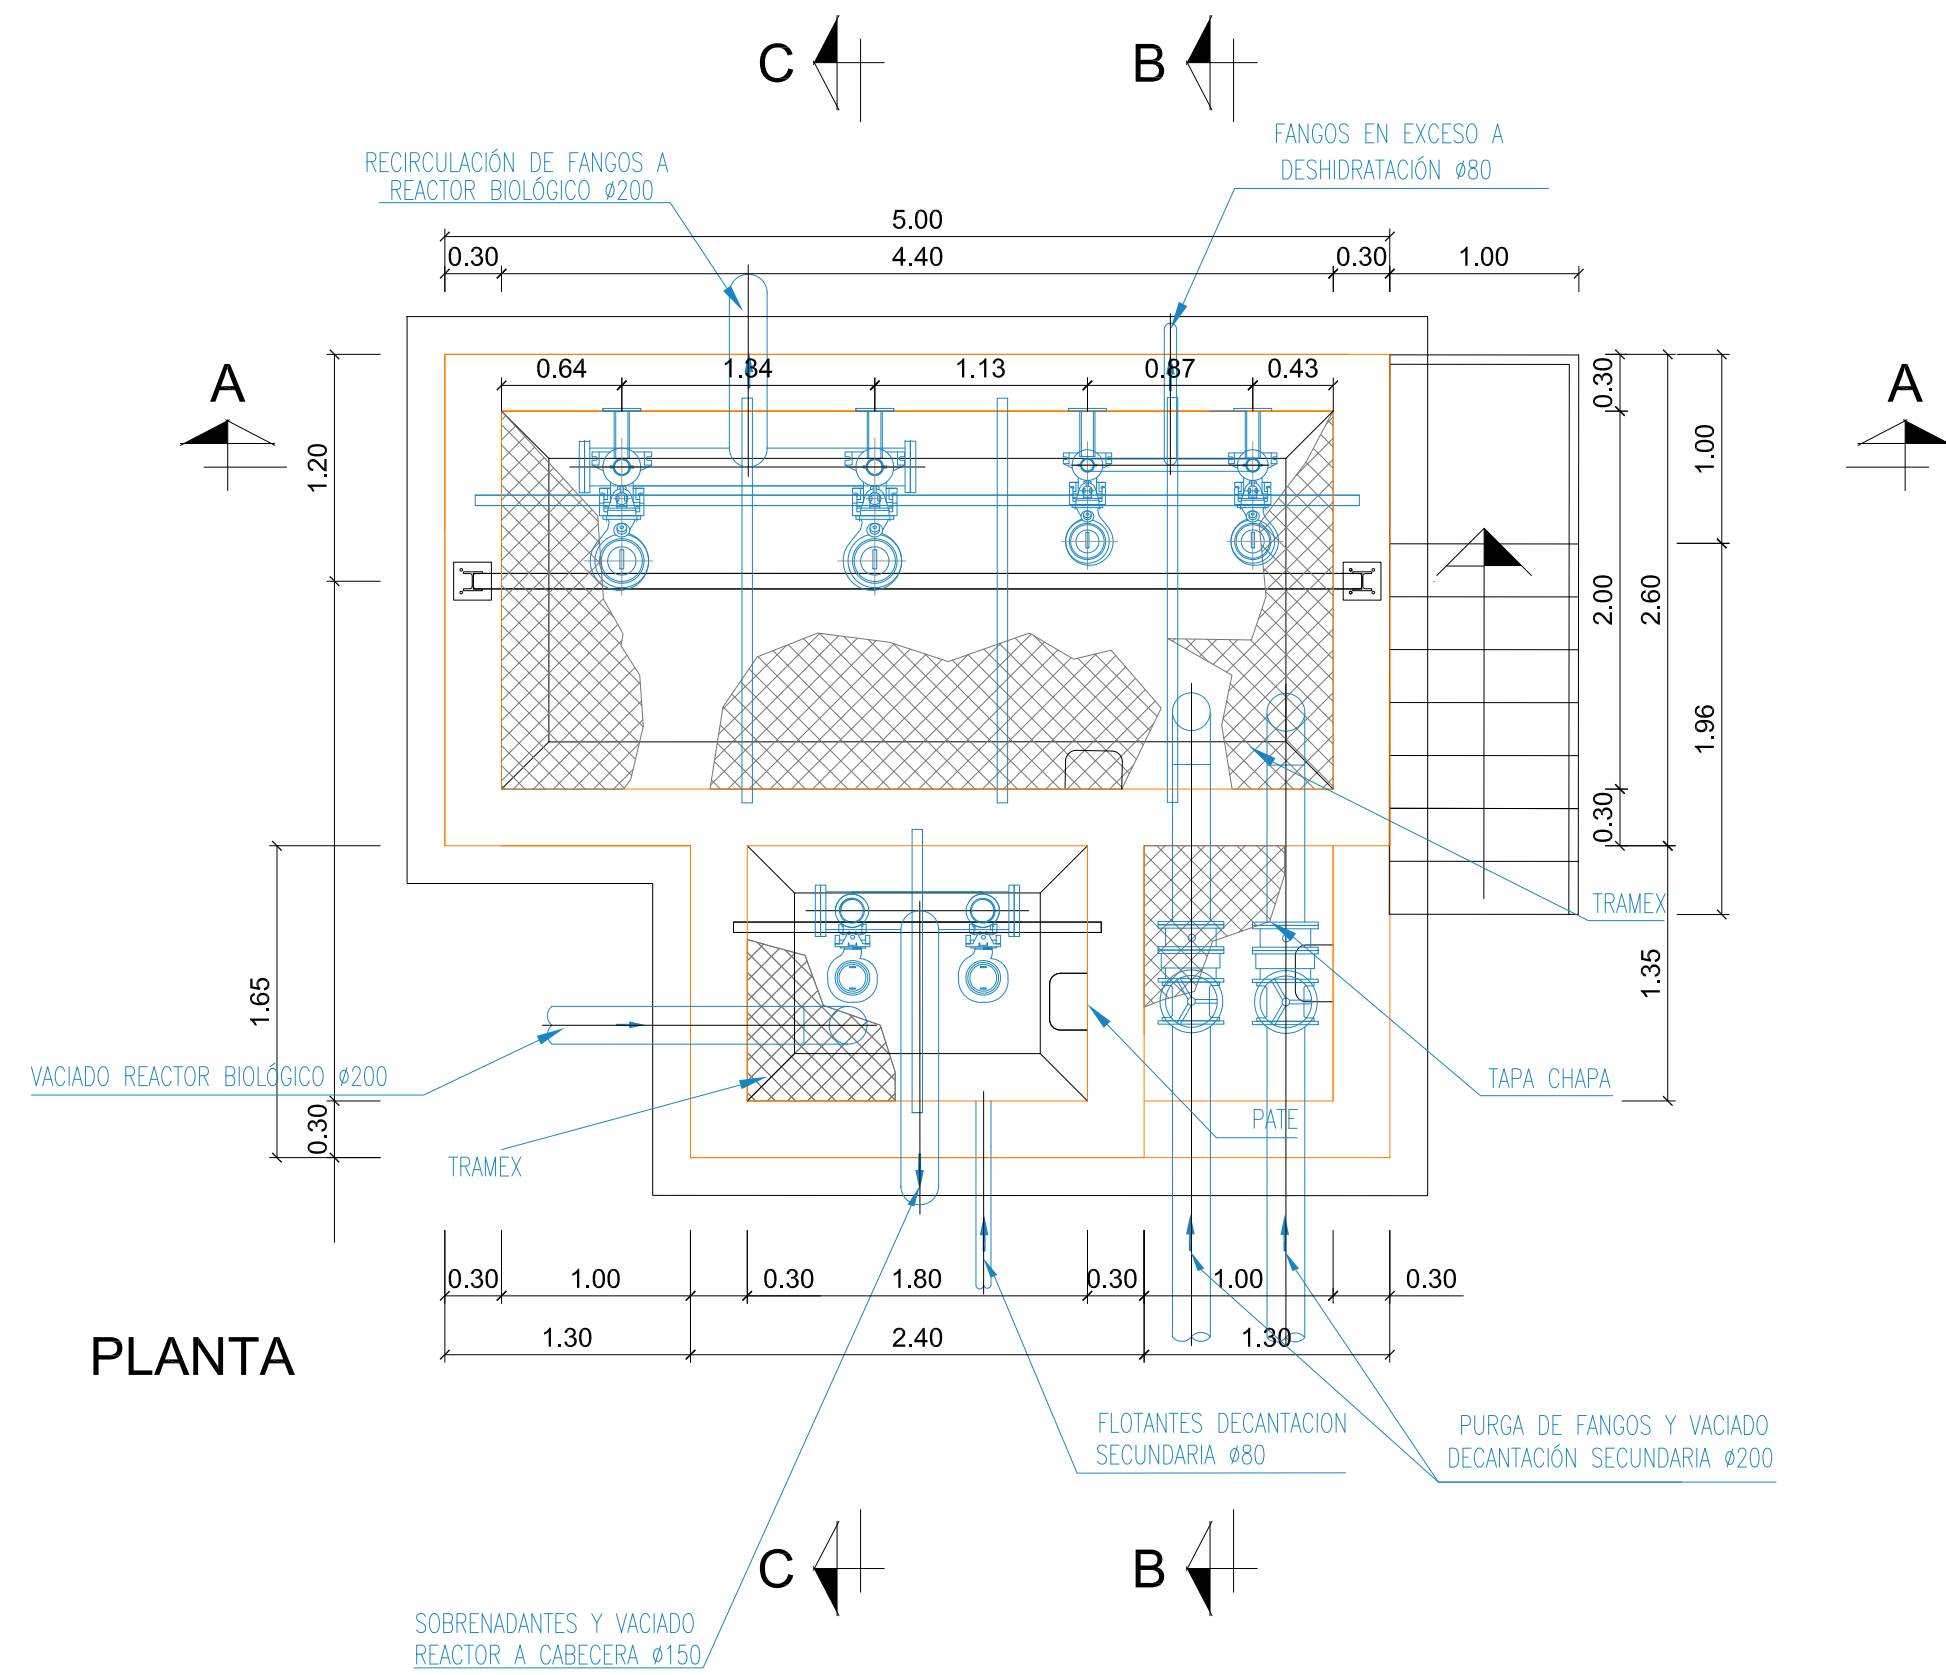 C
B
FANGOS EN EXCESO A
DESHIDRATACIÓN ø80
RECIRCULACIÓN DE FANGOS A
REACTOR BIOLÓGICO ø200
5.00
0.30
4.40
0.30
1.00
0.64
1.34
1.13
0.87
0.43
A
A
0.30
1.00
1.20
2.00
2.60
1.96
0.30
TRAMEX
1.65
1.35
VACIADO REACTOR BIOLÓGICO ø200
TAPA CHAPA
0.30
PATE
TRAMEX
0.30
1.00
0.30
1.80
0.30
1.00
0.30
1.30
2.40
1.30
PLANTA
FLOTANTES DECANTACION
SECUNDARIA ø80
PURGA DE FANGOS Y VACIADO
DECANTACIÓN SECUNDARIA ø200
C
B
SOBRENADANTES Y VACIADO
REACTOR A CABECERA ø150